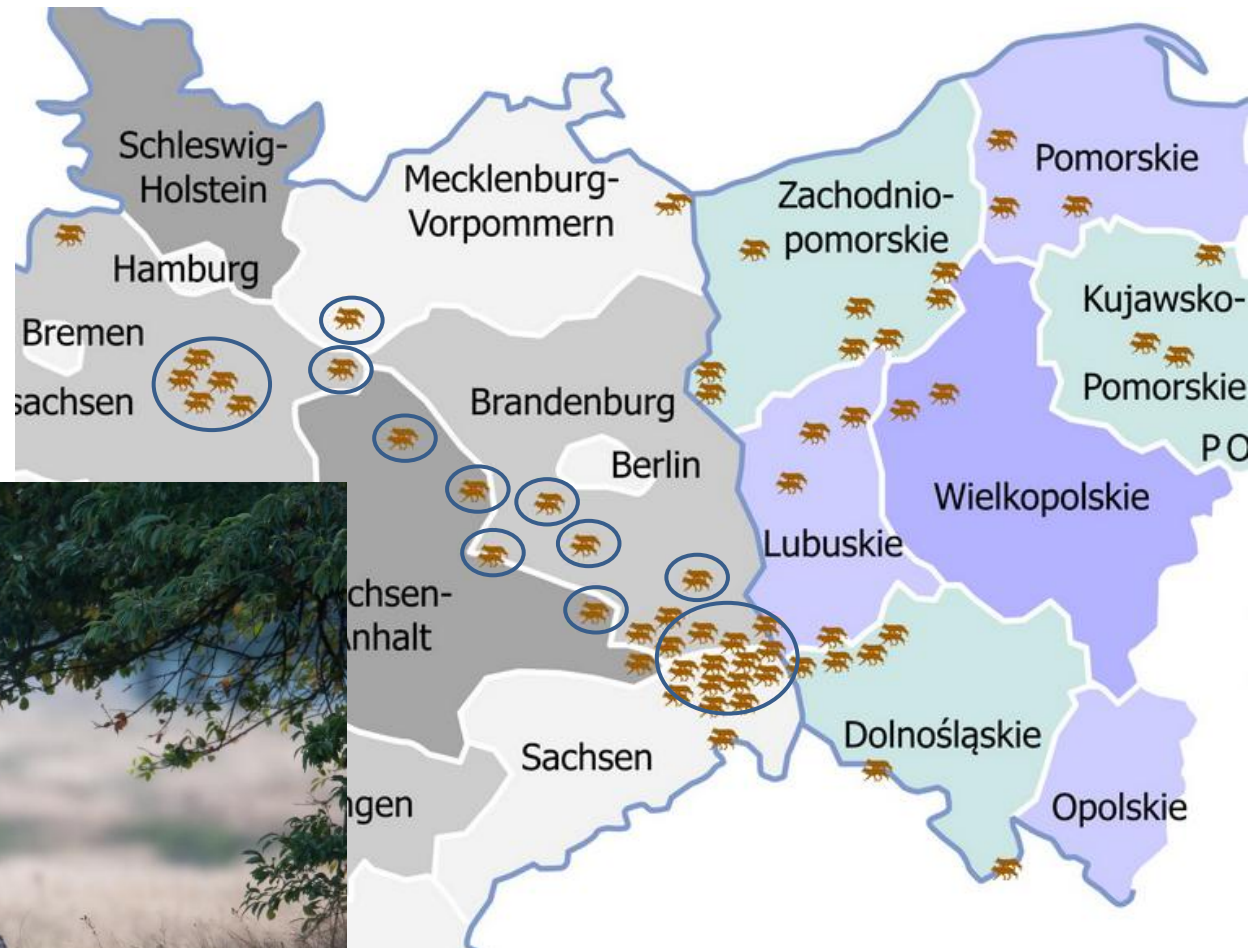 Schleswig-
Holstein
Mecklenburg-
Vorpommern
Hamburg
Bremen
sachsen
Brandenburg
Berlin
chsen-
Anhalt
Sachsen
ngen
Pomorskie
Zachodnio-
pomorskie
Kujawsko-
Pomorskie
PO
Wielkopolskie
Lubuskie
Dolnośląskie
Opolskie